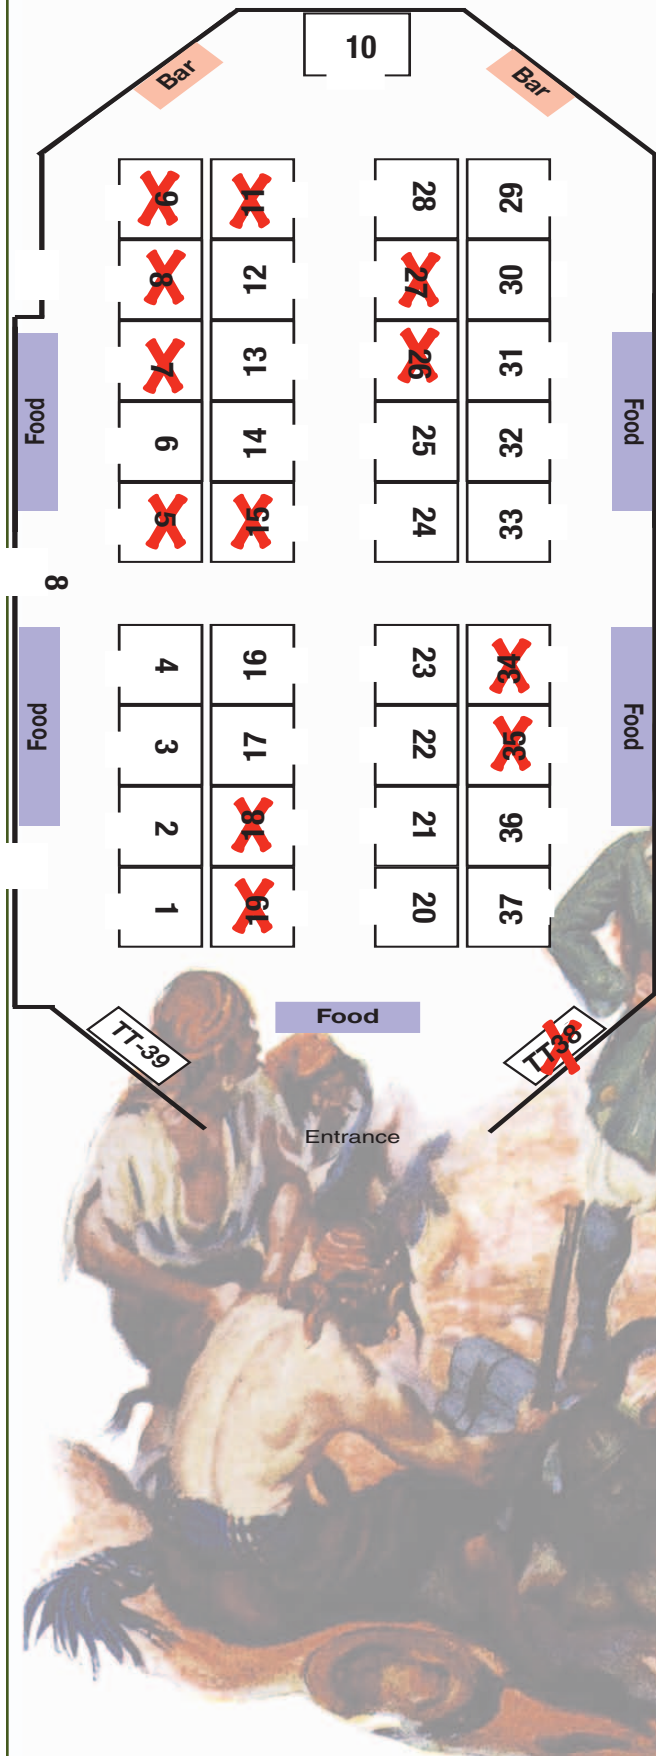 10
Bar
Bar
9 11 28 29
8 12 27 30
7 13 26 31
Food 6 14 25 32 Food
5 15 24 33
8
4 16 23 34
Food 3 17 22 35 Food
2 18 21 36
1 19 20 37
Food
TT-39
TT38
Entrance